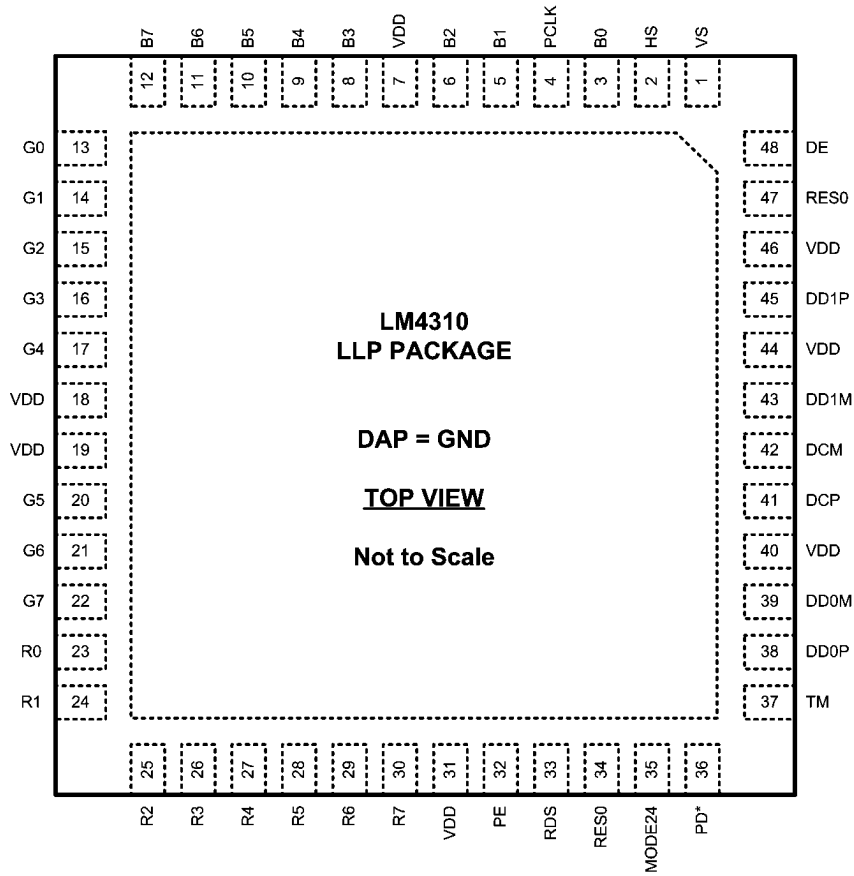 B7 B6 B5 B4 B3 VDD B2 B1 PCLK B0 HS VS
12 11 10 9 8 7 6 5 4 3 2 1
G0 13 48 DE
G1 14 47 RES0
G2 15 46 VDD
G3 16 45 DD1P
LM4310
LLP PACKAGE
G4 17 44 VDD
VDD 18 43 DD1M
DAP = GND
VDD 19 42 DCM
TOP VIEW
G5 20 41 DCP
Not to Scale
G6 21 40 VDD
G7 22 39 DD0M
R0 23 38 DD0P
R1 24 37 TM
25 26 27 28 29 30 31 32 33 34 35 36
R2 R3 R4 R5 R6 R7 VDD PE RDS RES0 MODE24 PD*